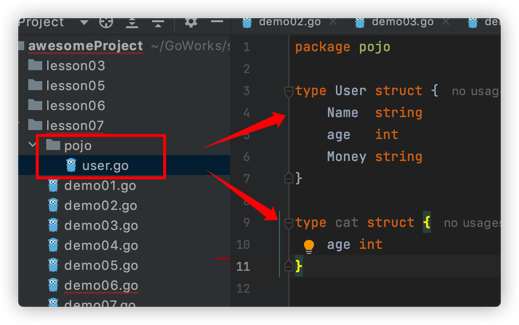 Project
demo02.go
demo03.go
demo
awesomeProject ~/GoWorks/s
lesson03
lesson05
lesson06
lesson07
pojo
user.go
demo01.go
demo02.go
demo03.go
demo04.go
demo05.go
demo06.go
demo07.go
1 package pojo
2
3 type User struct { no usages
4 Name string
5 age int
6 Money string
7 }
8
9 type cat struct { no usages
10 age int
11 }
12